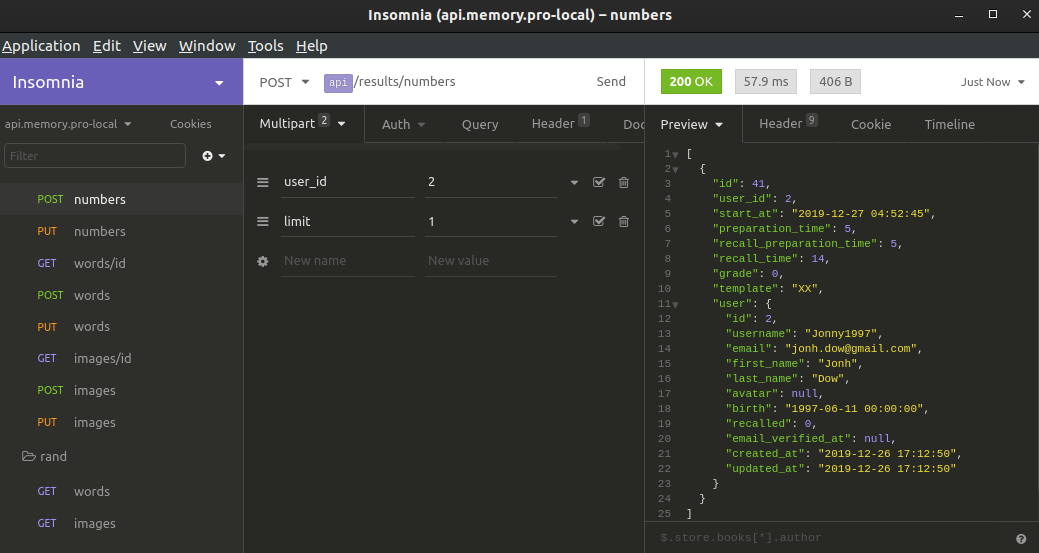 Insomnia (api.memory.pro-local) – numbers
Application Edit View Window Tools Help
Insomnia
POST api/results/numbers Send
200 OK 57.9 ms 406 B Just Now
api.memory.pro-local Cookies
Multipart 2 Auth Query Header 1 Doc
Preview Header 9 Cookie Timeline
Filter
POST numbers
PUT numbers
GET words/id
POST words
PUT words
GET images/id
POST images
PUT images
rand
GET words
GET images
user_id 2
limit 1
New name New value
1 [
2 {
3 "id": 41,
4 "user_id": 2,
5 "start_at": "2019-12-27 04:52:45",
6 "preparation_time": 5,
7 "recall_preparation_time": 5,
8 "recall_time": 14,
9 "grade": 0,
10 "template": "XX",
11 "user": {
12 "id": 2,
13 "username": "Jonny1997",
14 "email": "jonh.dow@gmail.com",
15 "first_name": "Jonh",
16 "last_name": "Dow",
17 "avatar": null,
18 "birth": "1997-06-11 00:00:00",
19 "recalled": 0,
20 "email_verified_at": null,
21 "created_at": "2019-12-26 17:12:50",
22 "updated_at": "2019-12-26 17:12:50"
23 }
24 }
25 ]
$.store.books[*].author